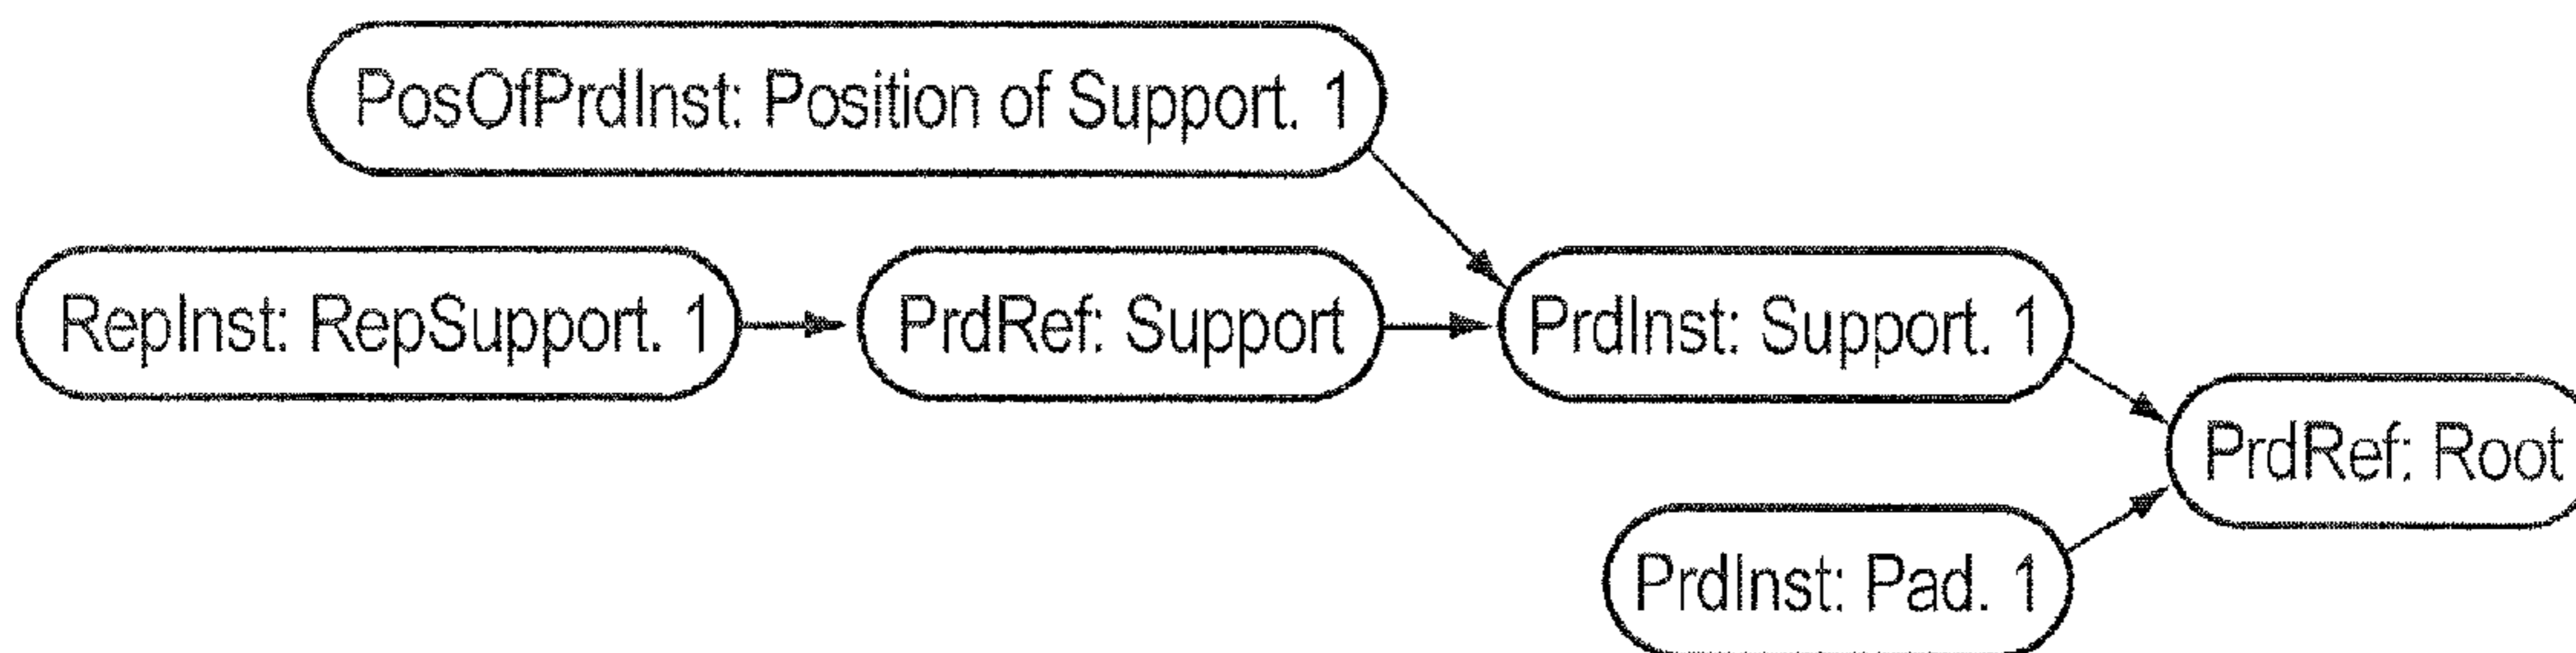 PosOfPrdInst: Position of Support. 1
RepInst: RepSupport. 1
PrdRef: Support
PrdInst: Support. 1
PrdRef: Root
PrdInst: Pad. 1